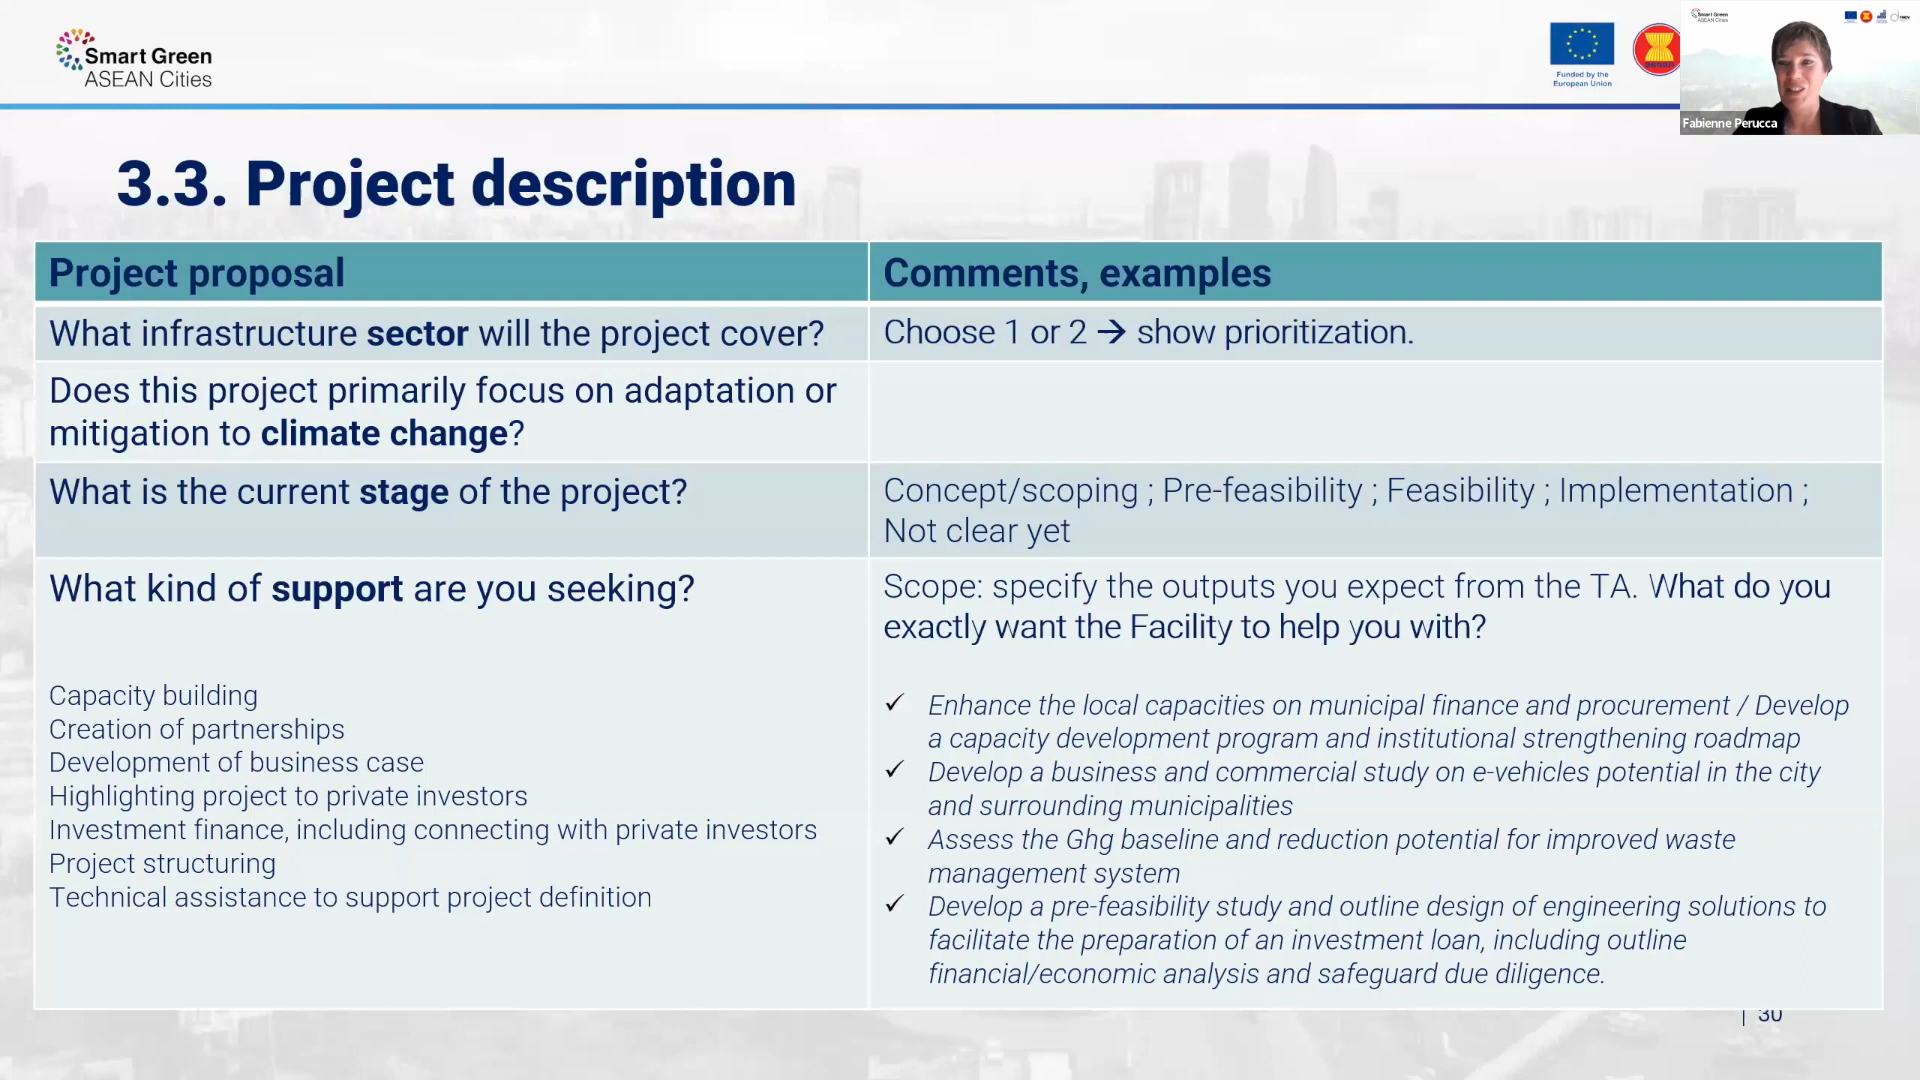 Smart Green
ASEAN Cities
Funded by the
European Union
Smart Green
ASEAN Cities
Fabienne Perucca
3.3. Project description
Project proposal
Comments, examples
What infrastructure sector will the project cover?
Choose 1 or 2 → show prioritization.
Does this project primarily focus on adaptation or
mitigation to climate change?
What is the current stage of the project?
Concept/scoping ; Pre-feasibility ; Feasibility ; Implementation ;
Not clear yet
What kind of support are you seeking?
Capacity building
Creation of partnerships
Development of business case
Highlighting project to private investors
Investment finance, including connecting with private investors
Project structuring
Technical assistance to support project definition
Scope: specify the outputs you expect from the TA. What do you
exactly want the Facility to help you with?
✓ Enhance the local capacities on municipal finance and procurement / Develop
a capacity development program and institutional strengthening roadmap
✓ Develop a business and commercial study on e-vehicles potential in the city
and surrounding municipalities
✓ Assess the Ghg baseline and reduction potential for improved waste
management system
✓ Develop a pre-feasibility study and outline design of engineering solutions to
facilitate the preparation of an investment loan, including outline
financial/economic analysis and safeguard due diligence.
| 30